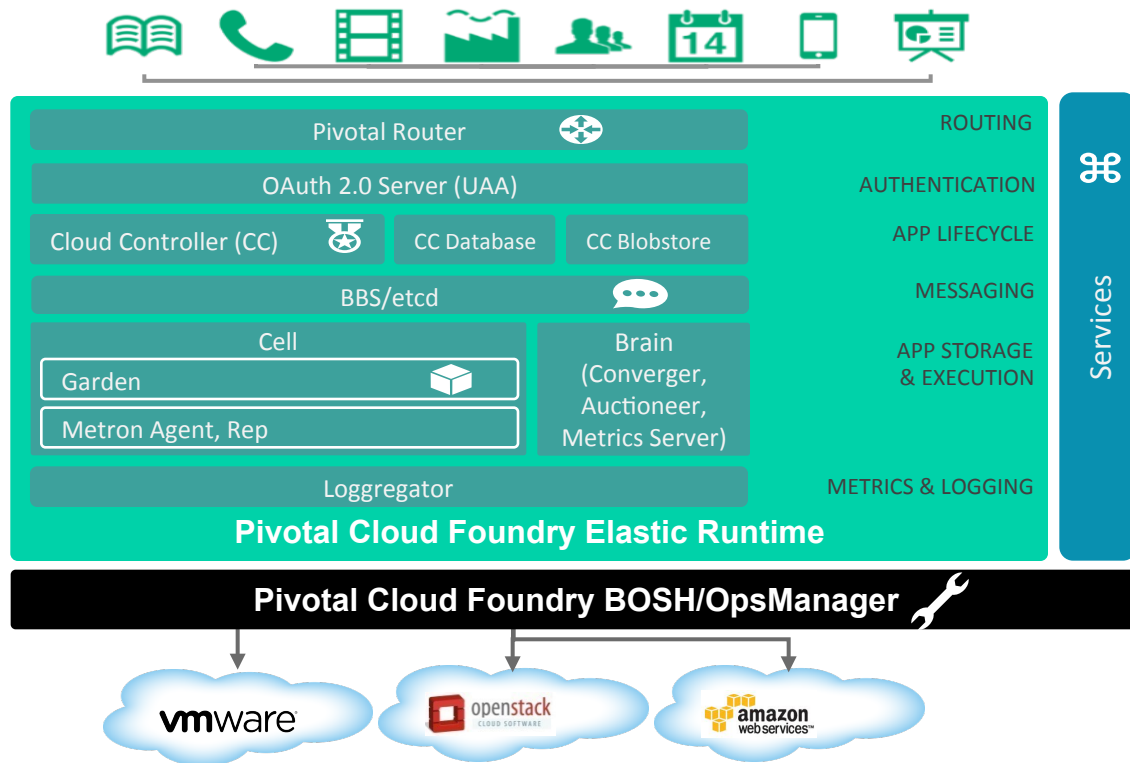 14
Pivotal Router
ROUTING
OAuth 2.0 Server (UAA)
AUTHENTICATION
Cloud Controller (CC)
CC Database
CC Blobstore
APP LIFECYCLE
BBS/etcd
MESSAGING
Cell
Garden
Metron Agent, Rep
Brain
(Converger,
Auctioneer,
Metrics Server)
APP STORAGE
& EXECUTION
Loggregator
METRICS & LOGGING
Pivotal Cloud Foundry Elastic Runtime
Services
Pivotal Cloud Foundry BOSH/OpsManager
vmware
openstack
CLOUD SOFTWARE
amazon
webservices™